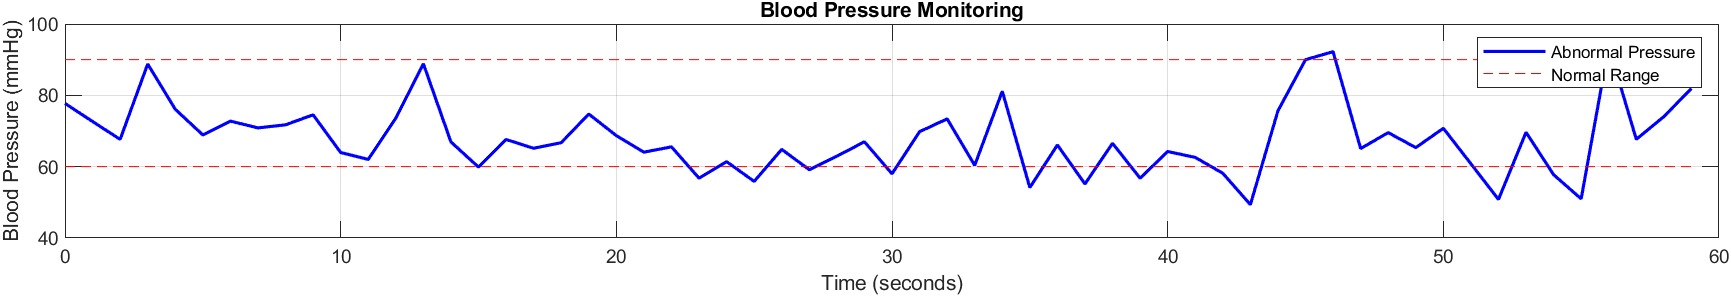 Blood Pressure Monitoring
Blood Pressure (mmHg)
100
80
60
40
0 10 20 30 40 50 60
Time (seconds)
Abnormal Pressure
Normal Range